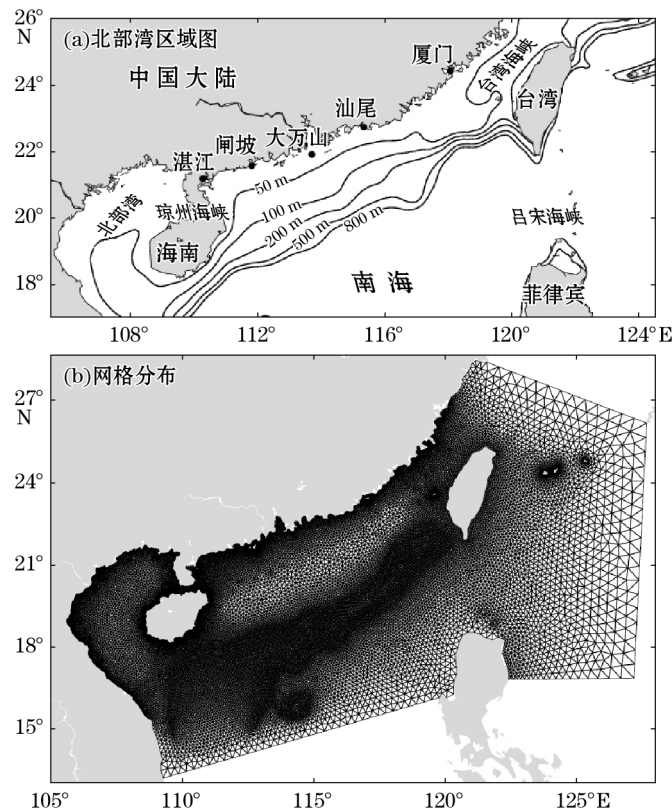 26°
N
(a)北部湾区域图
厦门
台湾海峡
中国大陆
24°
台湾
汕尾
大万山
闸坡
22°
湛江
50 m
北部湾
100 m
琼州海峡
20°
200 m
500 m
800 m
吕宋海峡
海南
南海
菲律宾
18°
108°
112°
116°
120°
124°E
(b)网格分布
27°
N
24°
21°
18°
15°
105°
110°
115°
120°
125°E